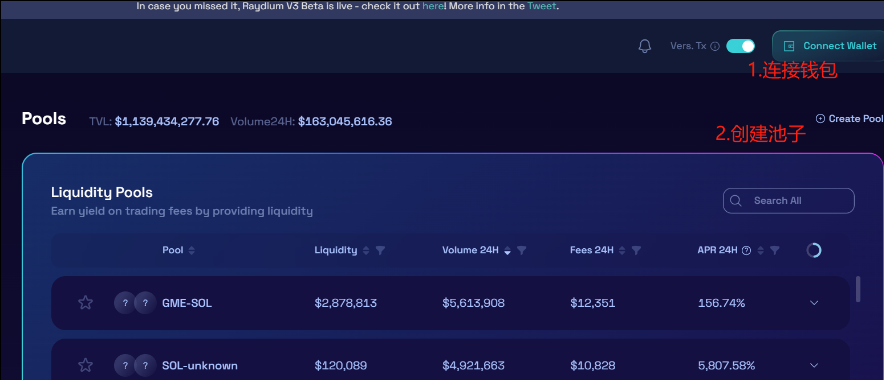 In case you missed it, Raydium V3 Beta is live - check it out here! More info in the Tweet.
Vers. Tx
Connect Wallet
1.连接钱包
Pools TVL: $1,139,434,277.76 Volume24H: $163,045,616.36
Create Pool
2.创建池子
Liquidity Pools
Earn yield on trading fees by providing liquidity
Search All
Pool Liquidity Volume 24H Fees 24H APR 24H ?
? ? GME-SOL $2,878,813 $5,613,908 $12,351 156.74%
? ? SOL-unknown $120,089 $4,921,663 $10,828 5,807.58%